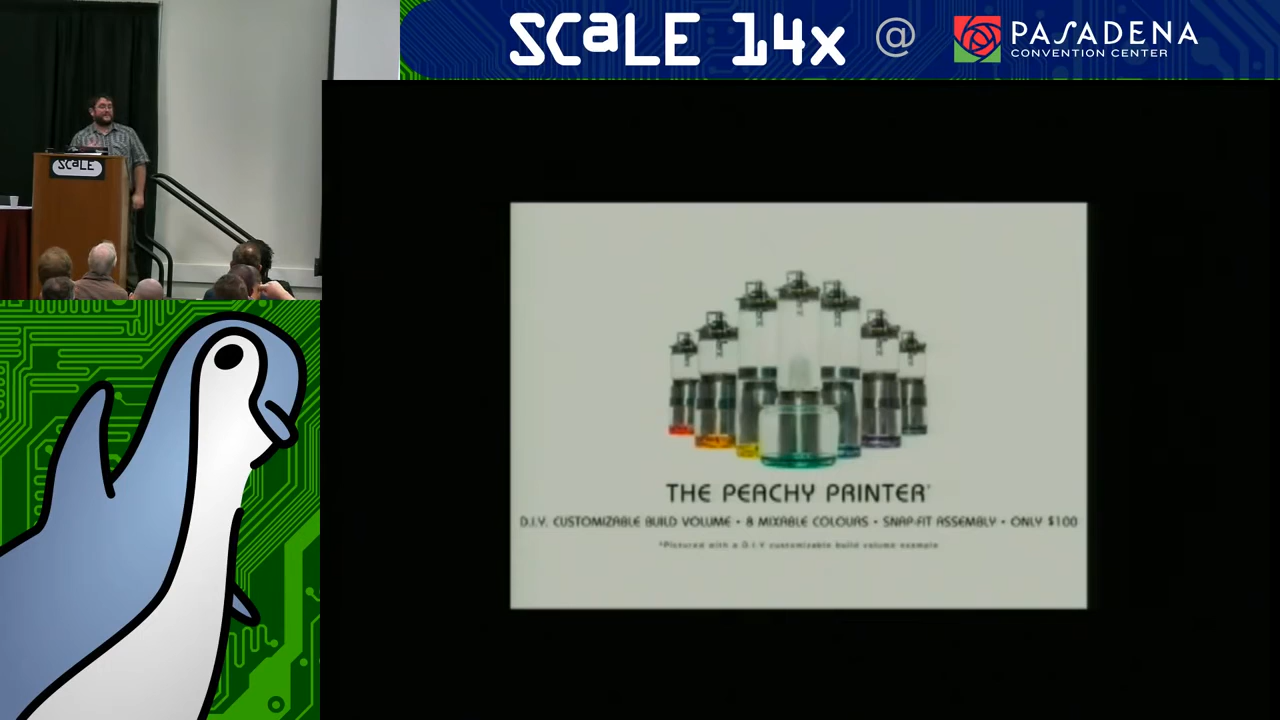 SCALE 14x @ PASADENA
CONVENTION CENTER
SCALE
THE PEACHY PRINTER*
D.I.Y. CUSTOMIZABLE BUILD VOLUME • 8 MIXABLE COLOURS • SNAP-FIT ASSEMBLY • ONLY $100
*Pictured with a D.I.Y customizable build volume example